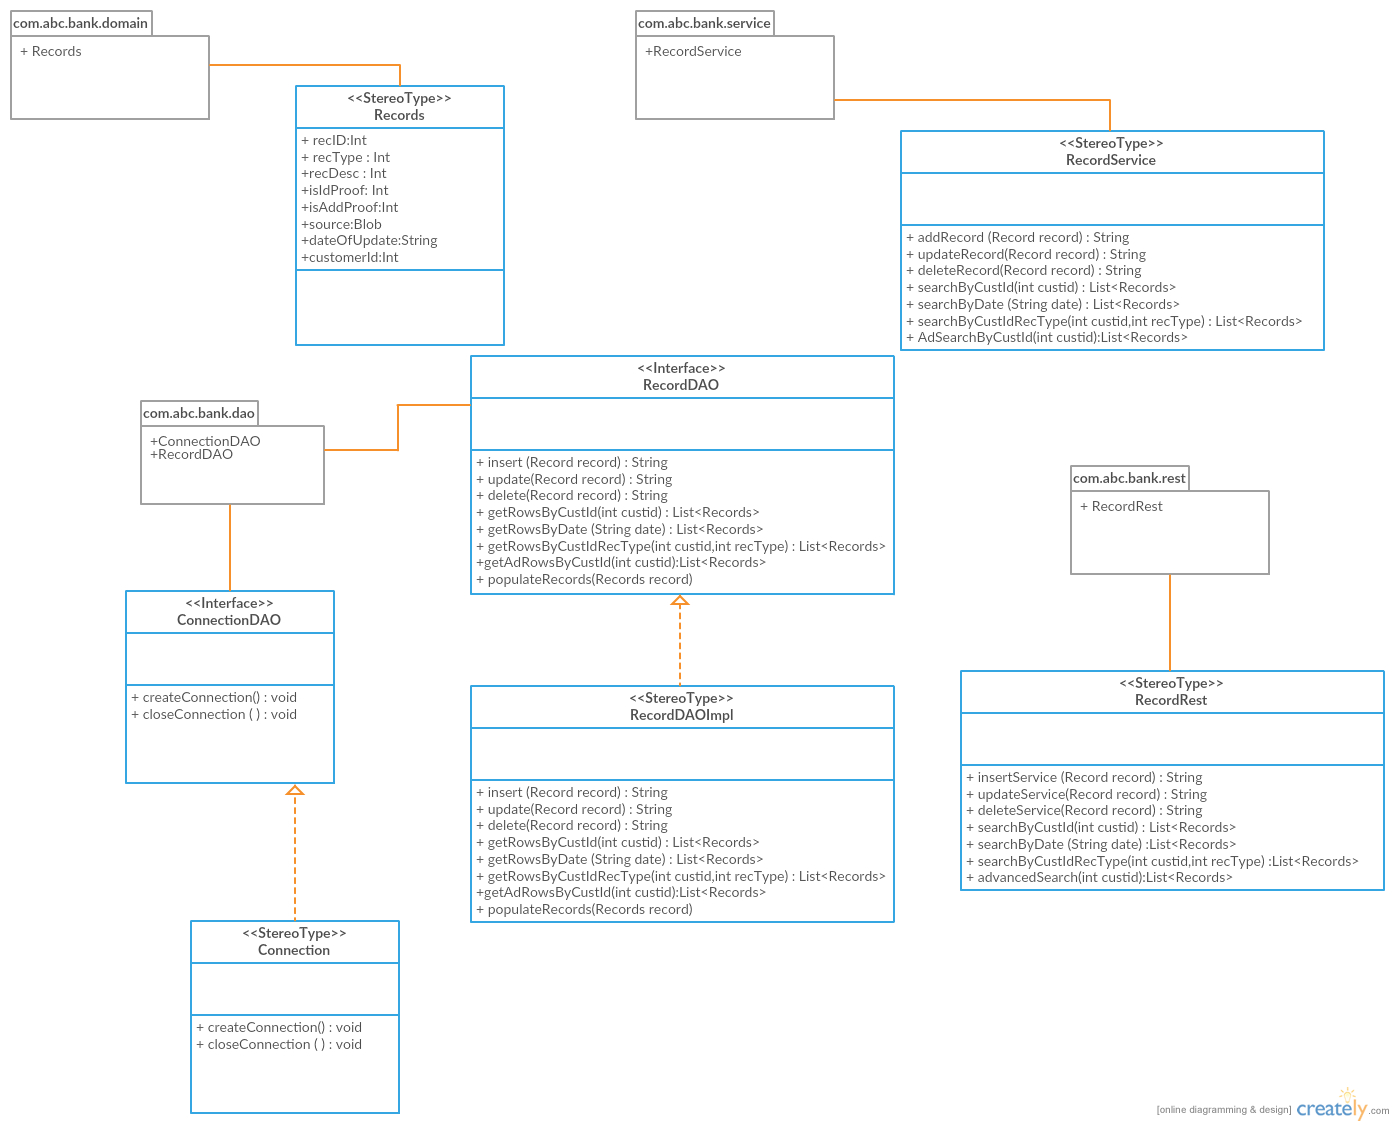 com.abc.bank.domain
+ Records
<<StereoType>>
Records
+ recID:Int
+ recType : Int
+recDesc : Int
+isIdProof: Int
+isAddProof:Int
+source:Blob
+dateOfUpdate:String
+customerId:Int
com.abc.bank.service
+RecordService
<<StereoType>>
RecordService
+ addRecord (Record record) : String
+ updateRecord(Record record) : String
+ deleteRecord(Record record) : String
+ searchByCustId(int custid) : List<Records>
+ searchByDate (String date) : List<Records>
+ searchByCustIdRecType(int custid,int recType) : List<Records>
+ AdSearchByCustId(int custid):List<Records>
com.abc.bank.dao
+ConnectionDAO
+RecordDAO
<<Interface>>
RecordDAO
+ insert (Record record) : String
+ update(Record record) : String
+ delete(Record record) : String
+ getRowsByCustId(int custid) : List<Records>
+ getRowsByDate (String date) : List<Records>
+ getRowsByCustIdRecType(int custid,int recType) : List<Records>
+getAdRowsByCustId(int custid):List<Records>
+ populateRecords(Records record)
com.abc.bank.rest
+ RecordRest
<<Interface>>
ConnectionDAO
+ createConnection() : void
+ closeConnection ( ) : void
<<StereoType>>
RecordDAOImpl
+ insert (Record record) : String
+ update(Record record) : String
+ delete(Record record) : String
+ getRowsByCustId(int custid) : List<Records>
+ getRowsByDate (String date) : List<Records>
+ getRowsByCustIdRecType(int custid,int recType) : List<Records>
+getAdRowsByCustId(int custid):List<Records>
+ populateRecords(Records record)
<<StereoType>>
RecordRest
+ insertService (Record record) : String
+ updateService(Record record) : String
+ deleteService(Record record) : String
+ searchByCustId(int custid) : List<Records>
+ searchByDate (String date) :List<Records>
+ searchByCustIdRecType(int custid,int recType) :List<Records>
+ advancedSearch(int custid):List<Records>
<<StereoType>>
Connection
+ createConnection() : void
+ closeConnection ( ) : void
[online diagramming & design] creately.com